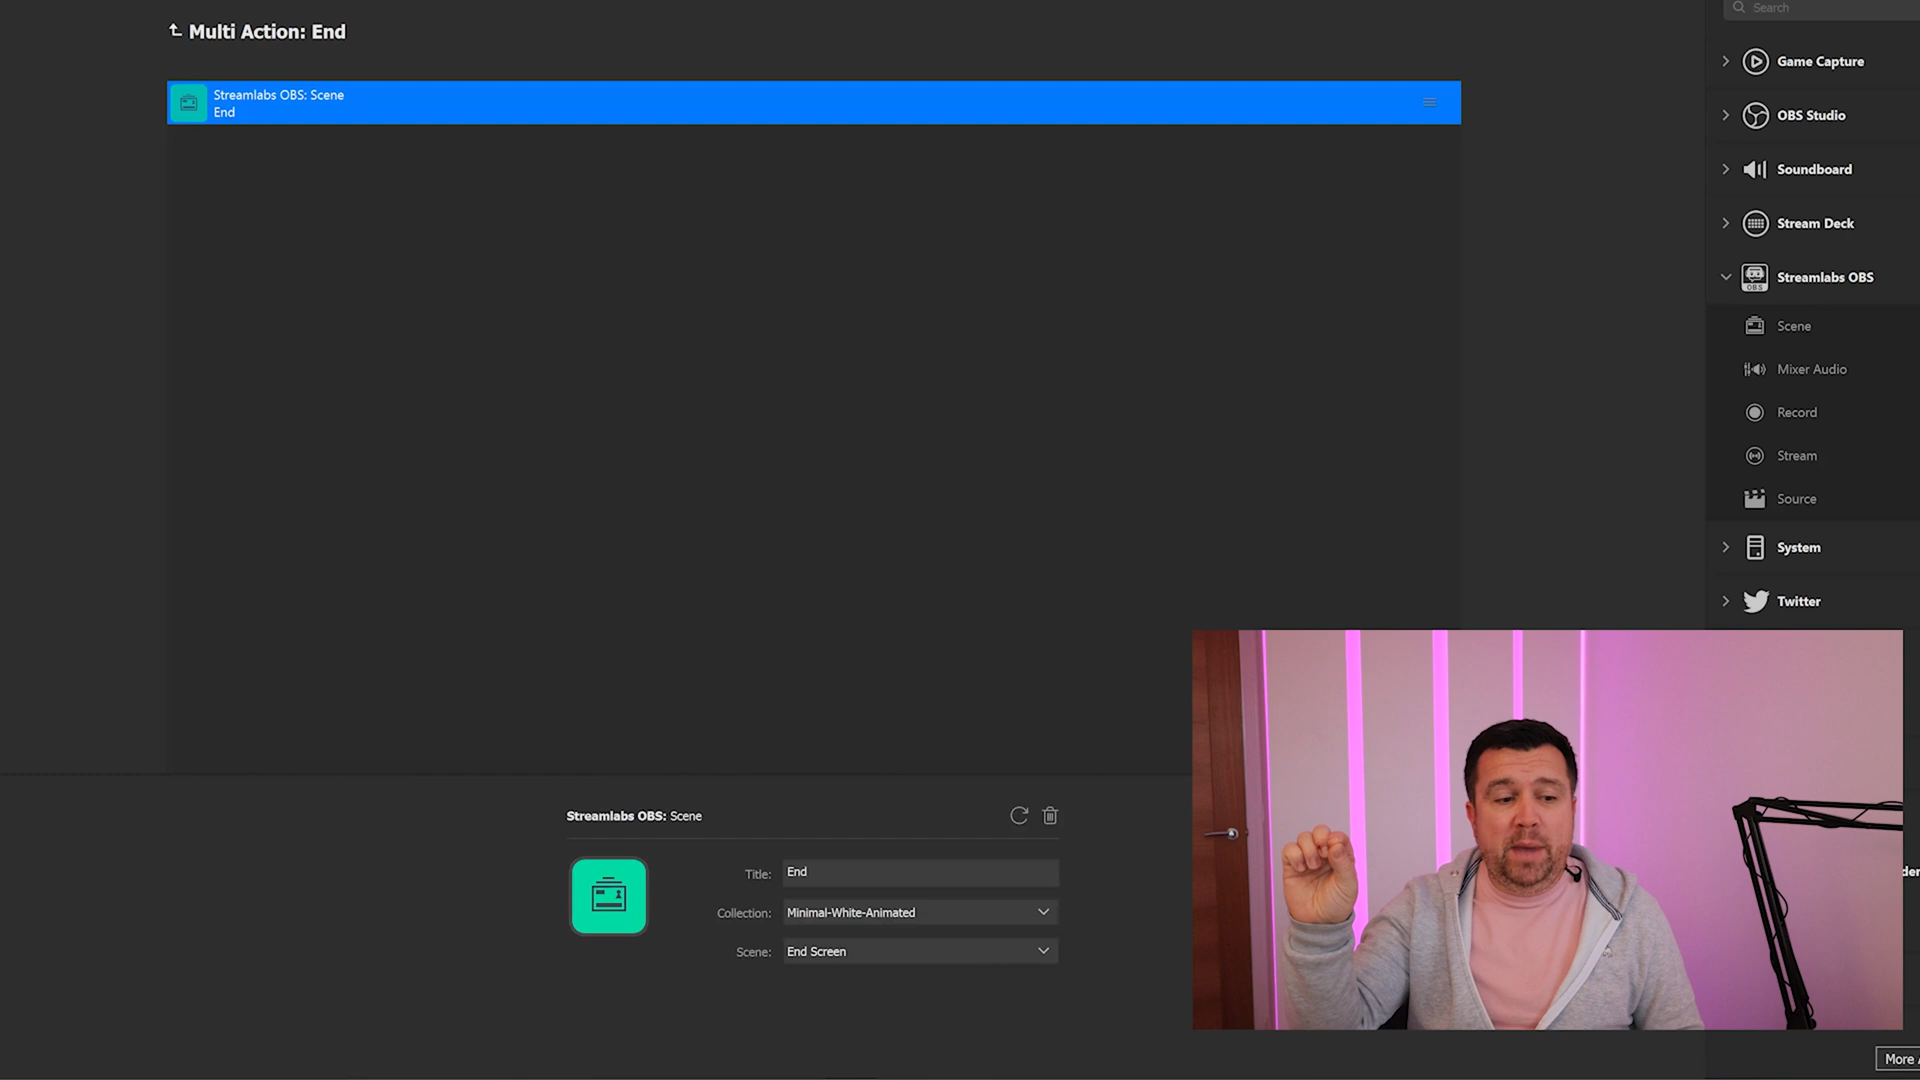 Multi Action: End
Streamlabs OBS: Scene
End
Search
Game Capture
OBS Studio
Soundboard
Stream Deck
Streamlabs OBS
OBS
Scene
Mixer Audio
Record
Stream
Source
System
Twitter
Streamlabs OBS: Scene
Title:
End
Collection:
Minimal-White-Animated
Scene:
End Screen
More